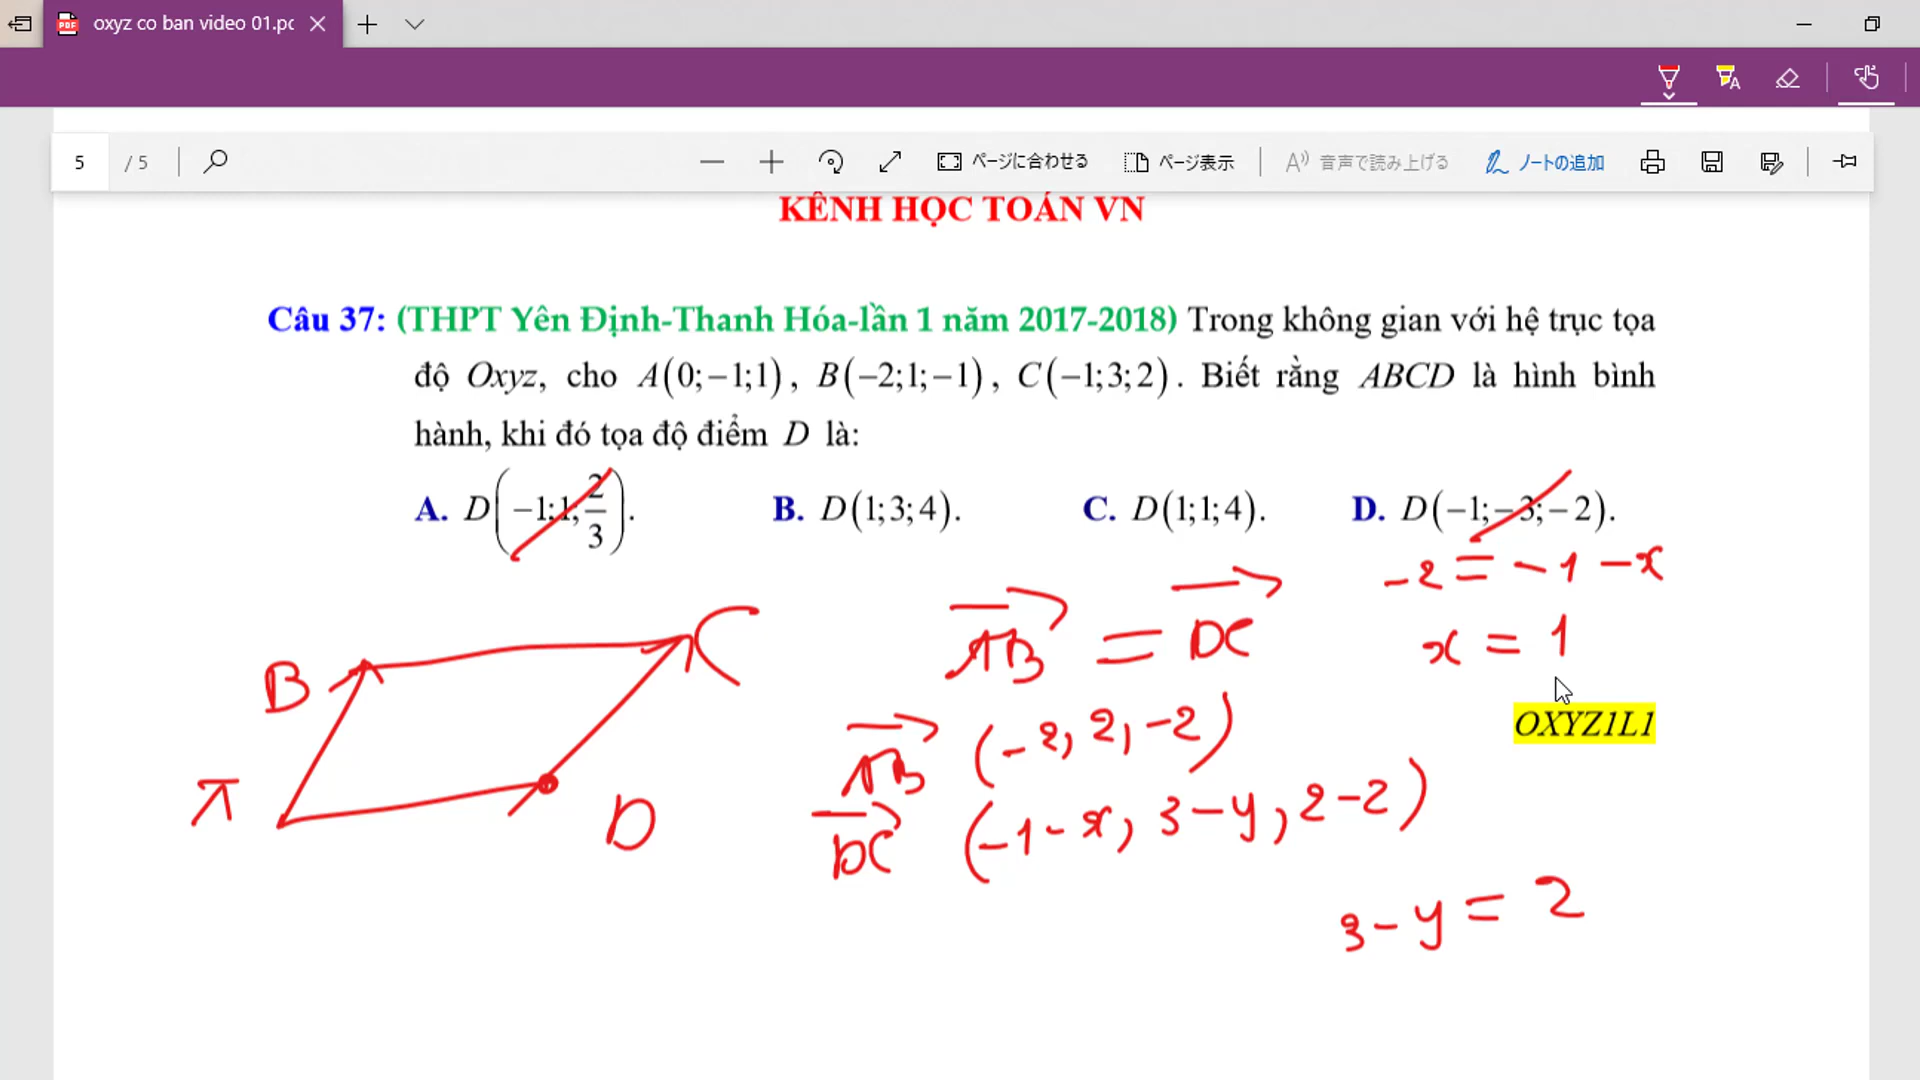 oxyz co ban video 01.pc
5 / 5
ページに合わせる
ページ表示
音声で読み上げる
ノートの追加
KÊNH HỌC TOÁN VN
Câu 37: (THPT Yên Định-Thanh Hóa-lần 1 năm 2017-2018) Trong không gian với hệ trục tọa
độ Oxyz, cho A(0;−1;1), B(−2;1;−1), C(−1;3;2). Biết rằng ABCD là hình bình
hành, khi đó tọa độ điểm D là:
A. D(−1;1;2/3). B. D(1;3;4). C. D(1;1;4). D. D(−1;−3;−2).
-2 = -1 -x
AB = DC
x = 1
B C
OXYZ1L1
AB (-2, 2, -2)
A D
DC (-1-x, 3-y, 2-2)
3-y = 2